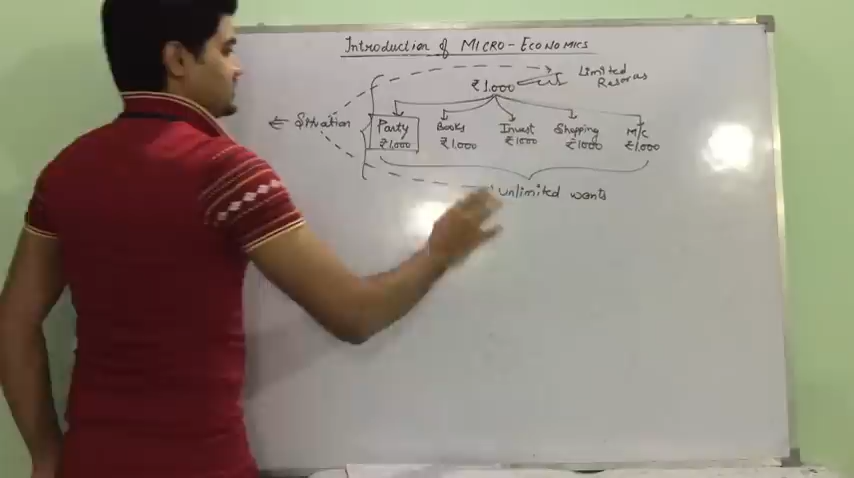 Introduction of MICRO-ECONOMICS
₹1,000
Limited
Situation
Party Books Invest Shopping M/C
₹1,000 ₹1,000 ₹1000 ₹1000 ₹1,000
unlimited wants